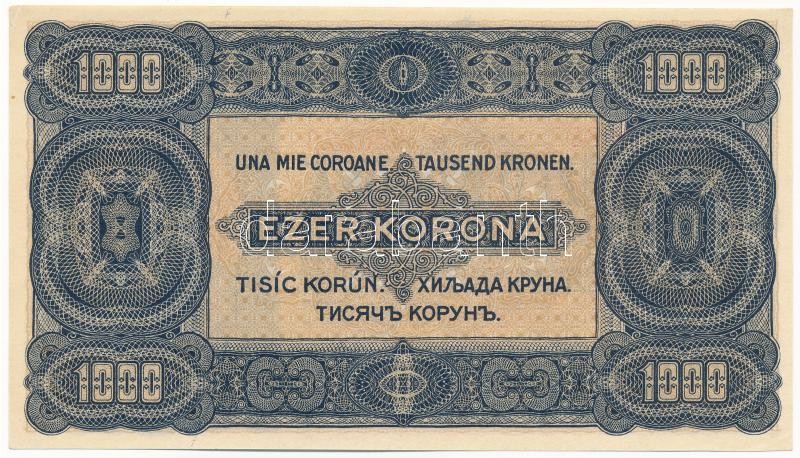 1000 1000
UNA MIE COROANE. TAUSEND KRONEN.
EZER KORONA
TISÍC KORÚN. ХИЉАДА КРУНА.
ТИСЯЧЪ КОРУНЪ.
1000 1000